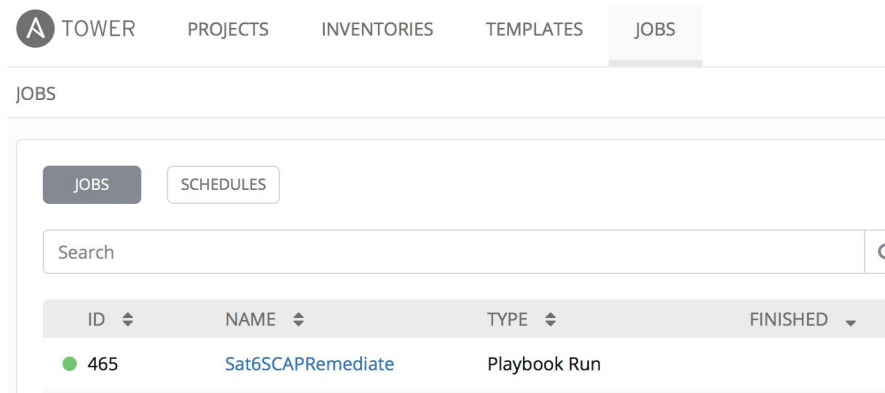 A TOWER PROJECTS INVENTORIES TEMPLATES JOBS
JOBS
JOBS SCHEDULES
Search
ID NAME TYPE FINISHED
465 Sat6SCAPRemediate Playbook Run